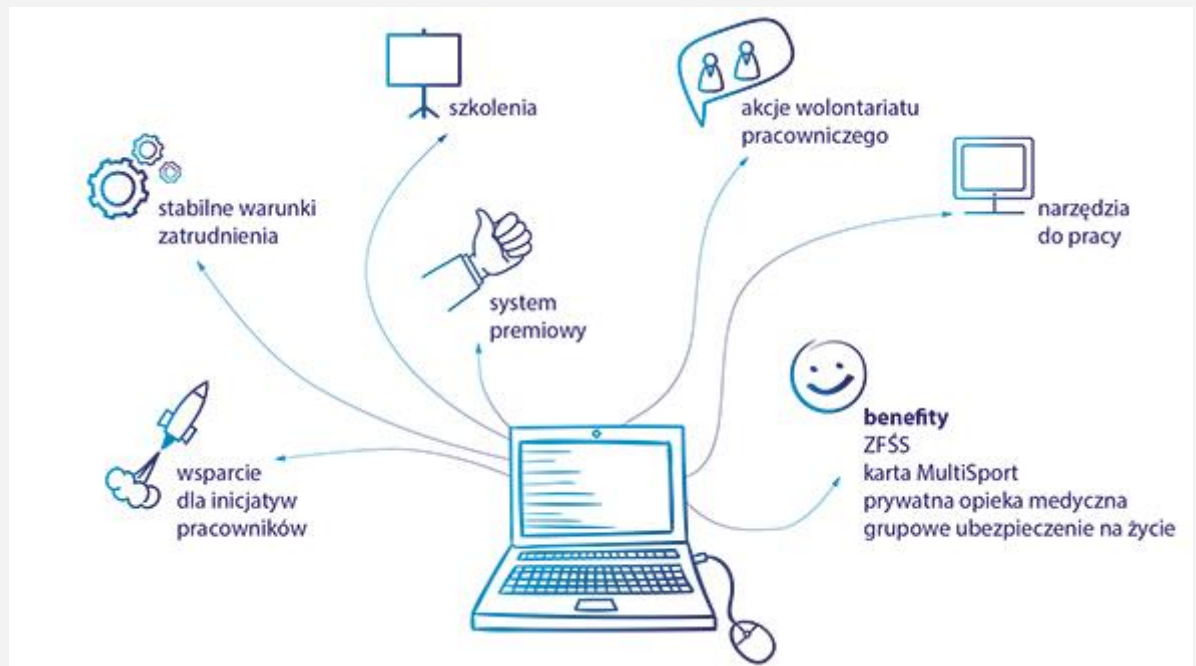 szkolenia
akcje wolontariatu
pracowniczego
stabilne warunki
zatrudnienia
narzędzia
do pracy
system
premiowy
wsparcie
dla inicjatyw
pracowników
benefity
ZFŚS
karta MultiSport
prywatna opieka medyczna
grupowe ubezpieczenie na życie